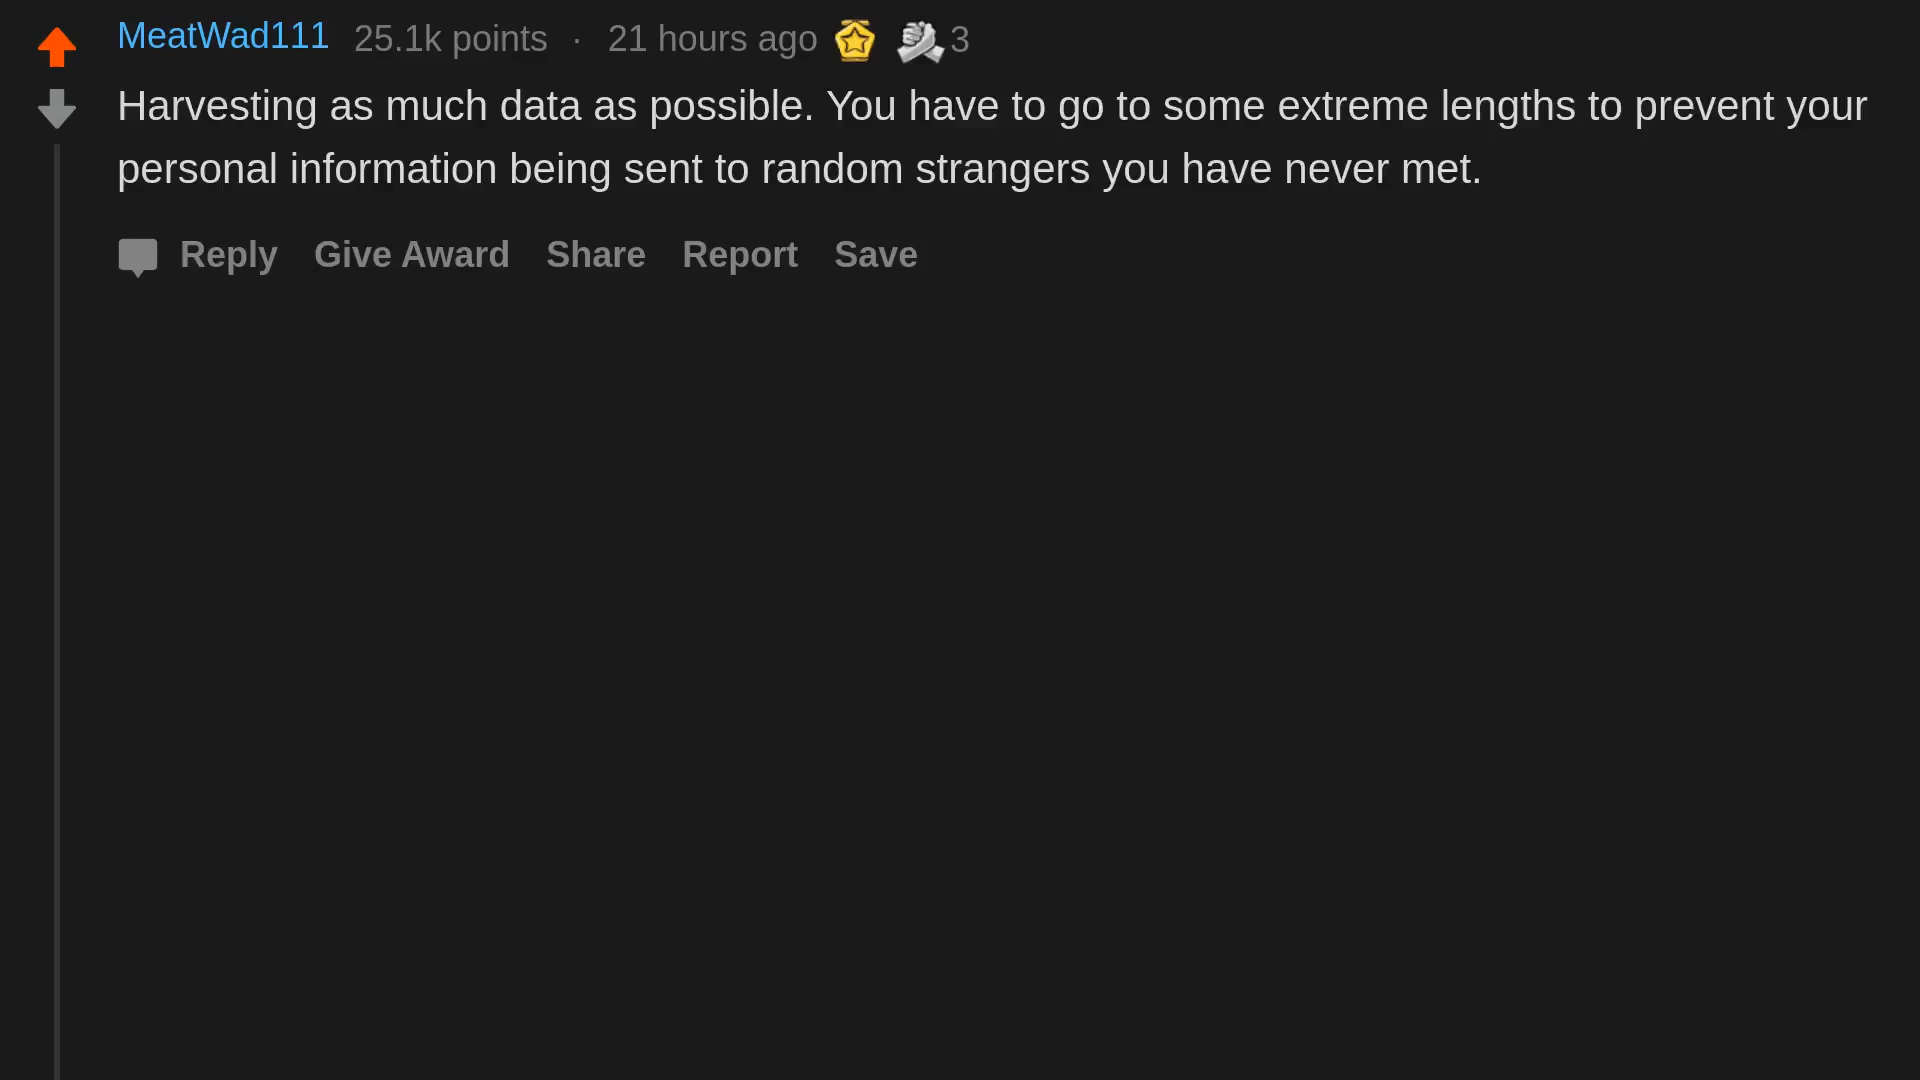 MeatWad111 25.1k points · 21 hours ago 3
Harvesting as much data as possible. You have to go to some extreme lengths to prevent your
personal information being sent to random strangers you have never met.
Reply Give Award Share Report Save